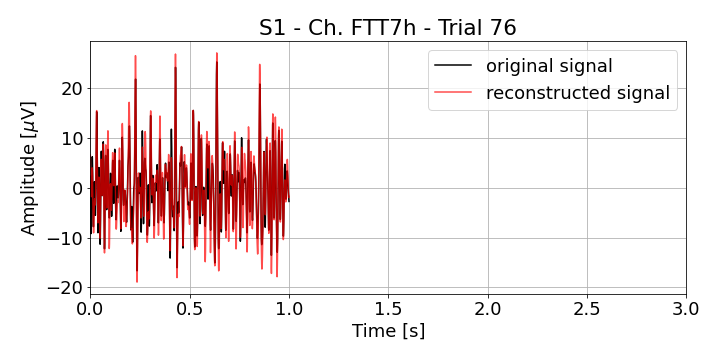 S1 - Ch. FTT7h - Trial 76
original signal
reconstructed signal
Amplitude [μV]
20
10
0
−10
−20
0.0 0.5 1.0 1.5 2.0 2.5 3.0
Time [s]